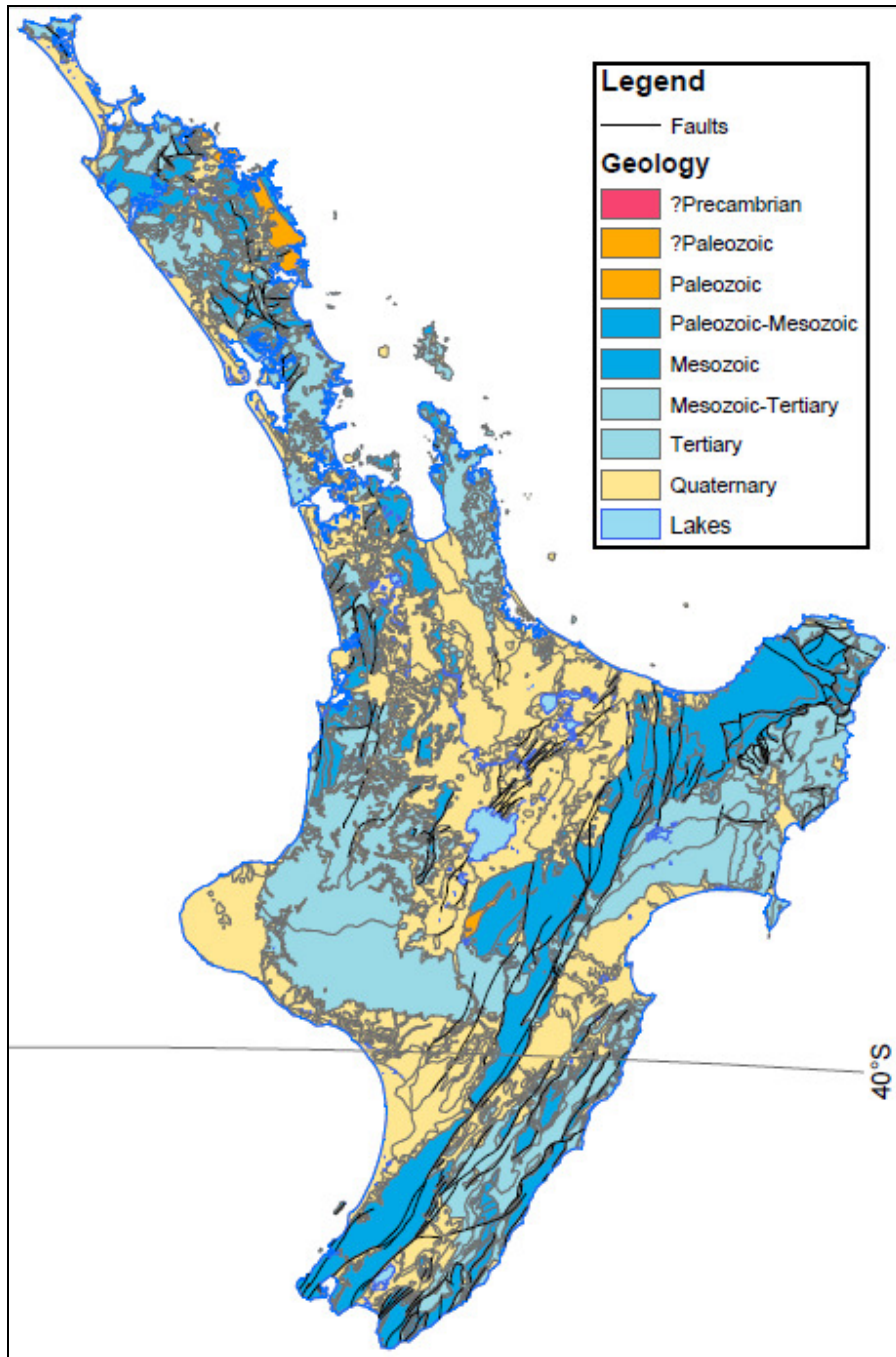 Legend
Faults
Geology
?Precambrian
?Paleozoic
Paleozoic
Paleozoic-Mesozoic
Mesozoic
Mesozoic-Tertiary
Tertiary
Quaternary
Lakes
40°S